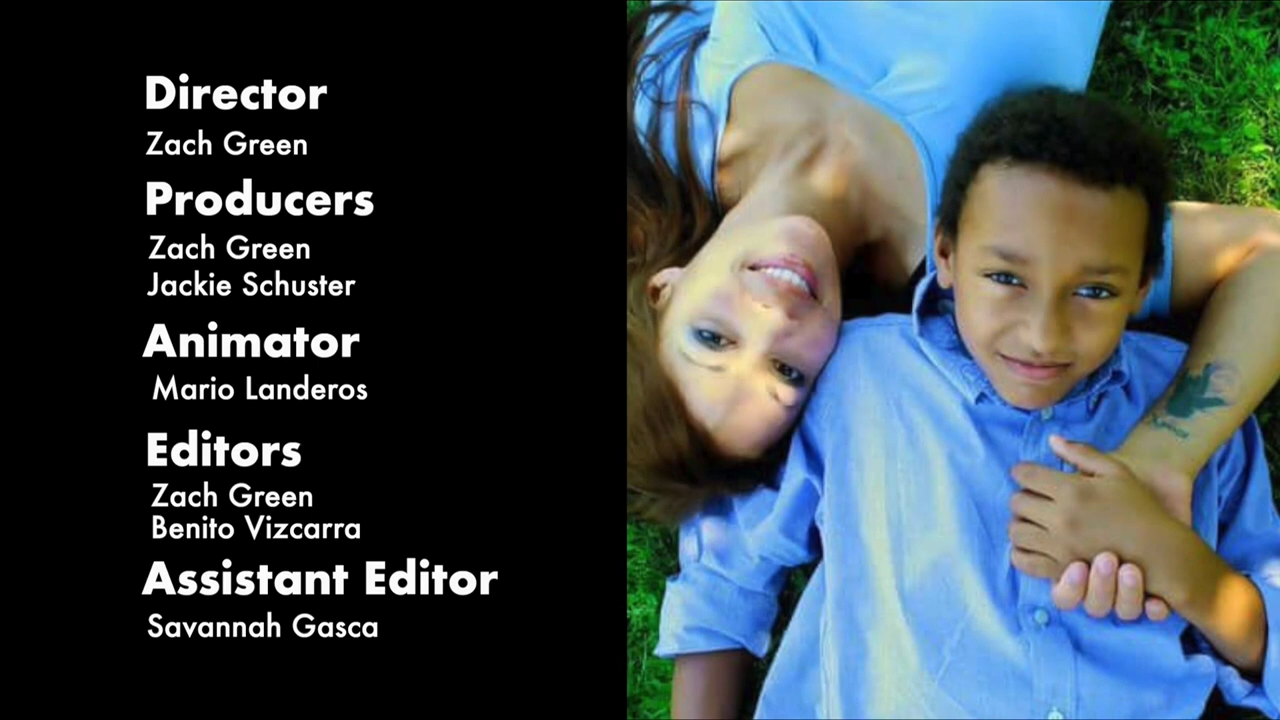 Director
Zach Green
Producers
Zach Green
Jackie Schuster
Animator
Mario Landeros
Editors
Zach Green
Benito Vizcarra
Assistant Editor
Savannah Gasca